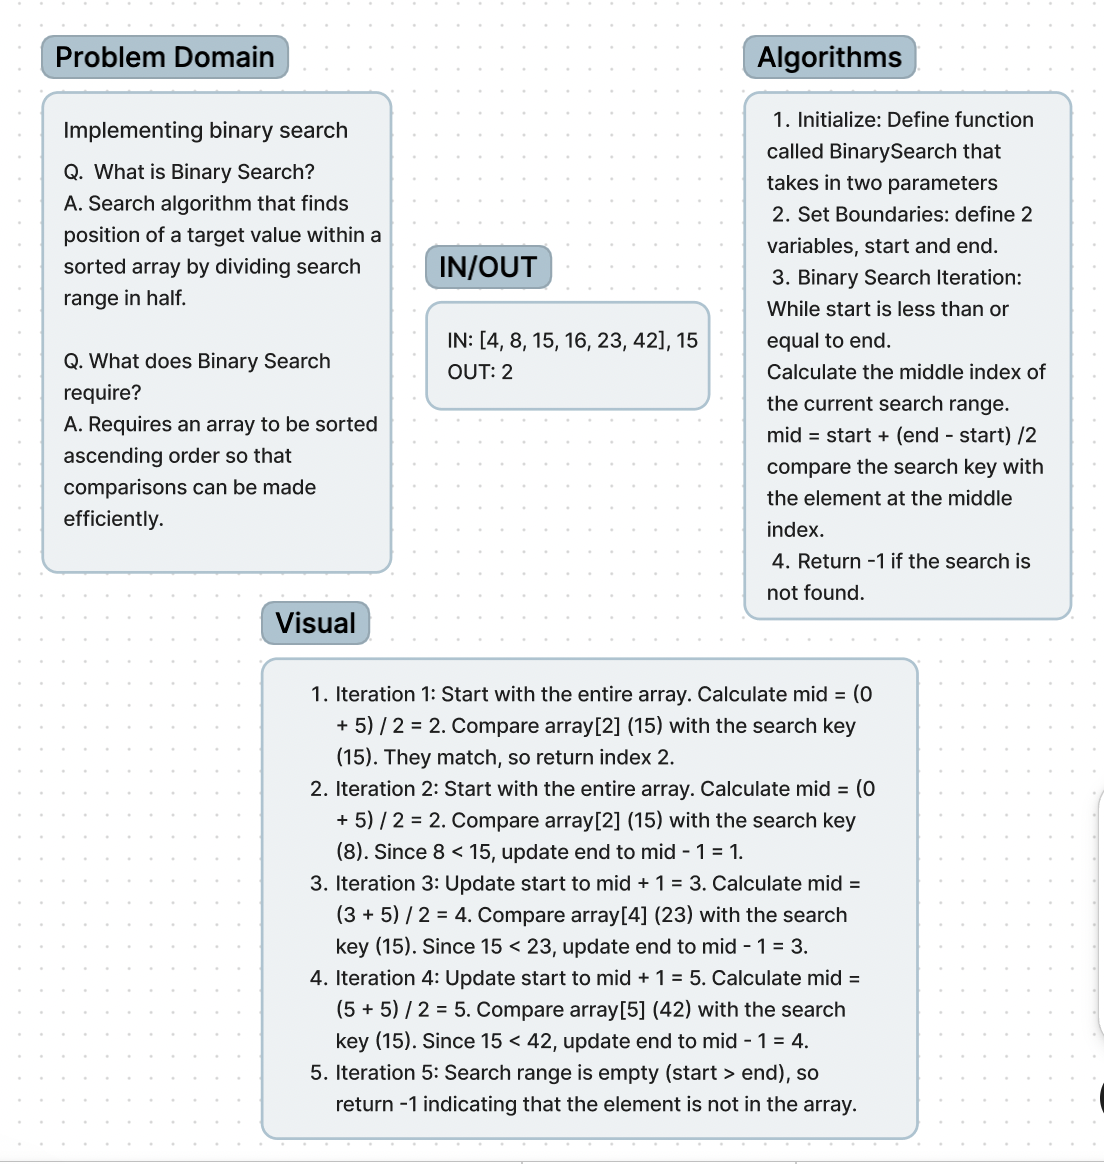 Problem Domain
Implementing binary search
Q. What is Binary Search?
A. Search algorithm that finds
position of a target value within a
sorted array by dividing search
range in half.
Q. What does Binary Search
require?
A. Requires an array to be sorted
ascending order so that
comparisons can be made
efficiently.
IN/OUT
IN: [4, 8, 15, 16, 23, 42], 15
OUT: 2
Algorithms
1. Initialize: Define function
called BinarySearch that
takes in two parameters
2. Set Boundaries: define 2
variables, start and end.
3. Binary Search Iteration:
While start is less than or
equal to end.
Calculate the middle index of
the current search range.
mid = start + (end - start) /2
compare the search key with
the element at the middle
index.
4. Return -1 if the search is
not found.
Visual
1. Iteration 1: Start with the entire array. Calculate mid = (0
+ 5) / 2 = 2. Compare array[2] (15) with the search key
(15). They match, so return index 2.
2. Iteration 2: Start with the entire array. Calculate mid = (0
+ 5) / 2 = 2. Compare array[2] (15) with the search key
(8). Since 8 < 15, update end to mid - 1 = 1.
3. Iteration 3: Update start to mid + 1 = 3. Calculate mid =
(3 + 5) / 2 = 4. Compare array[4] (23) with the search
key (15). Since 15 < 23, update end to mid - 1 = 3.
4. Iteration 4: Update start to mid + 1 = 5. Calculate mid =
(5 + 5) / 2 = 5. Compare array[5] (42) with the search
key (15). Since 15 < 42, update end to mid - 1 = 4.
5. Iteration 5: Search range is empty (start > end), so
return -1 indicating that the element is not in the array.